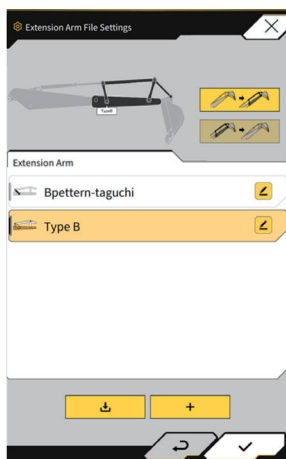 Extension Arm File Settings
TypeB
Extension Arm
Bpettern-taguchi
Type B